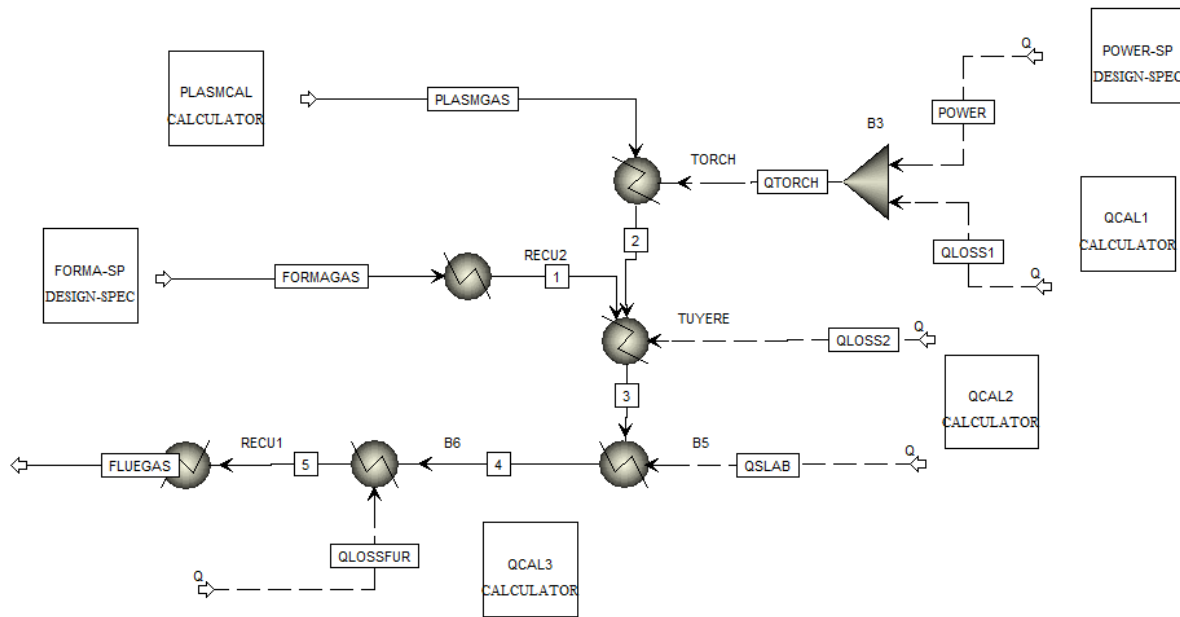 Q
POWER-SP
DESIGN-SPEC
PLASMCAL
CALCULATOR
PLASMGAS
POWER
B3
TORCH
QTORCH
QCAL1
CALCULATOR
2
QLOSS1
RECU2
FORMA-SP
DESIGN-SPEC
FORMAGAS
1
Q
TUYERE
Q
QLOSS2
3
QCAL2
CALCULATOR
RECU1
B6
B5
Q
FLUEGAS
5
4
QSLAB
QLOSSFUR
QCAL3
CALCULATOR
Q